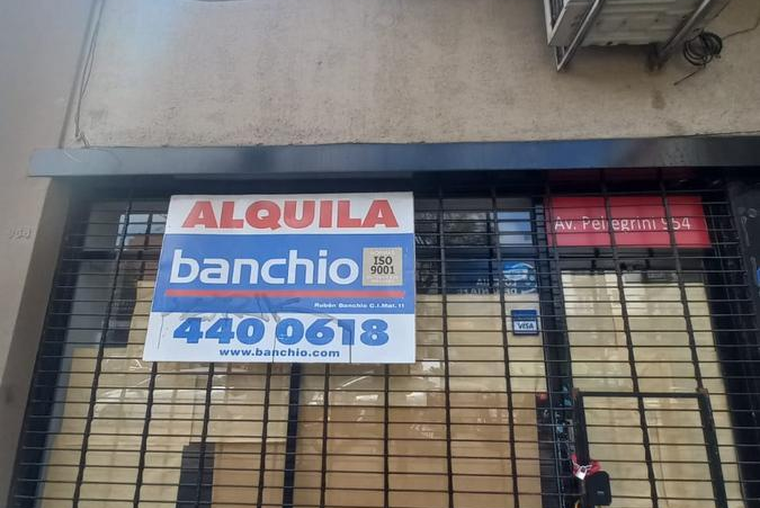 ALQUILA
banchio
ISO
9001
Rubén Banchio C.I.Mat. 11
440 0618
www.banchio.com
Av. Pellegrini 954
VISA